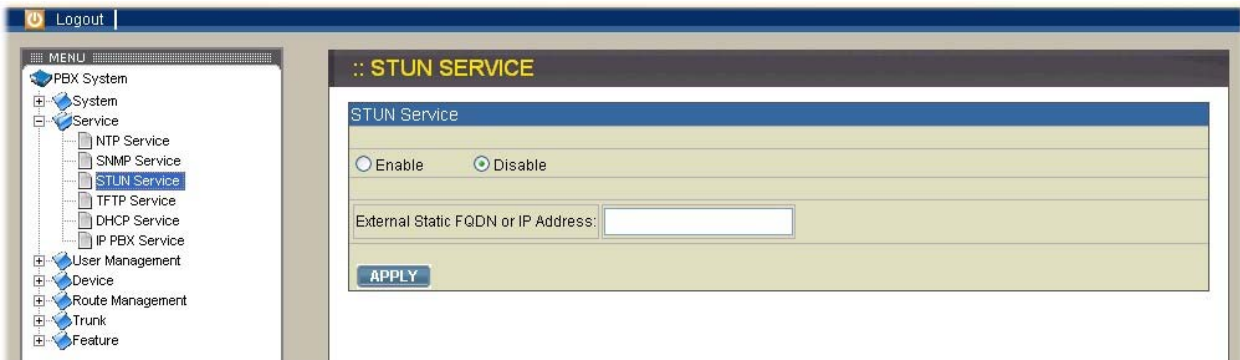 Logout
MENU
PBX System
System
Service
NTP Service
SNMP Service
STUN Service
TFTP Service
DHCP Service
IP PBX Service
User Management
Device
Route Management
Trunk
Feature
:: STUN SERVICE
STUN Service
Enable Disable
External Static FQDN or IP Address:
APPLY